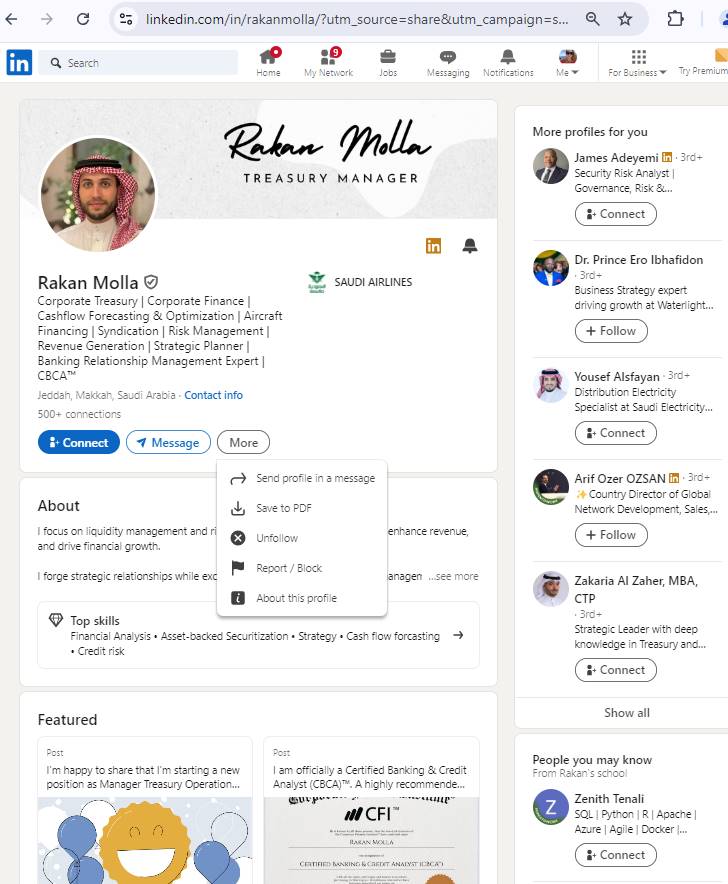 linkedin.com/in/rakanmolla/?utm_source=share&utm_campaign=s...
in
Search
Home
9
My Network
Jobs
Messaging
Notifications
Me
For Business
Try Premium
Rakan Molla
TREASURY MANAGER
in
Rakan Molla
SAUDI AIRLINES
Corporate Treasury | Corporate Finance |
Cashflow Forecasting & Optimization | Aircraft
Financing | Syndication | Risk Management |
Revenue Generation | Strategic Planner |
Banking Relationship Management Expert |
CBCA™
Jeddah, Makkah, Saudi Arabia · Contact info
500+ connections
Connect
Message
More
Send profile in a message
Save to PDF
Unfollow
Report / Block
About this profile
About
I focus on liquidity management and ri enhance revenue,
and drive financial growth.
I forge strategic relationships while exc anagem ...see more
Top skills
Financial Analysis • Asset-backed Securitization • Strategy • Cash flow forcasting
• Credit risk
Featured
Post
I'm happy to share that I'm starting a new
position as Manager Treasury Operation...
Post
I am officially a Certified Banking & Credit
Analyst (CBCA)™. A highly recommende...
CFI™
RAKAN MOLLA
CERTIFIED BANKING & CREDIT ANALYST (CBCA™)
More profiles for you
James Adeyemi in · 3rd+
Security Risk Analyst |
Governance, Risk &...
Connect
Dr. Prince Ero Ibhafidon
· 3rd+
Business Strategy expert
driving growth at Waterlight...
+ Follow
Yousef Alsfayan · 3rd+
Distribution Electricity
Specialist at Saudi Electricity...
Connect
Arif Ozer OZSAN in · 3rd+
✨Country Director of Global
Network Development, Sales,...
+ Follow
Zakaria Al Zaher, MBA,
CTP
· 3rd+
Strategic Leader with deep
knowledge in Treasury and...
Connect
Show all
People you may know
From Rakan's school
Z
Zenith Tenali
SQL | Python | R | Apache |
Azure | Agile | Docker |...
Connect